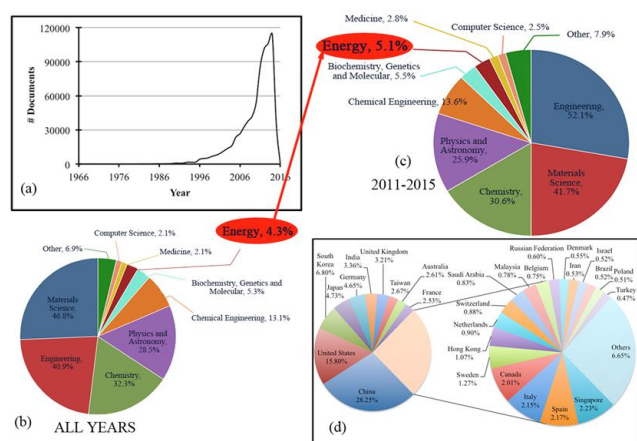 (a)
# Documents
120000
90000
60000
30000
0
1966
1976
1986
1996
2006
2016
Year
Energy, 4.3%
Computer Science, 2.1%
Other, 6.9%
Medicine, 2.1%
Biochemistry, Genetics
and Molecular, 5.3%
Chemical Engineering, 13.1%
Physics and
Astronomy,
28.5%
Chemistry,
32.3%
Engineering,
40.9%
Materials
Science,
46.8%
(b)
ALL YEARS
Medicine, 2.8%
Computer Science, 2.5%
Energy, 5.1%
Other, 7.9%
Biochemistry, Genetics
and Molecular,
5.5%
Chemical Engineering, 13.6%
Engineering,
52.1%
Physics and
Astronomy,
25.9%
Materials
Science,
41.7%
Chemistry,
30.6%
(c)
2011-2015
South
Korea
6.80%
India
3.36%
United Kingdom
3.21%
Germany
4.65%
Japan
4.73%
Taiwan
2.67%
Australia
2.61%
France
2.53%
United States
15.80%
China
28.25%
Saudi Arabia
0.83%
Malaysia
0.78%
Belgium
0.75%
Russian Federation
0.60%
Denmark
0.55%
Iran
0.53%
Israel
0.52%
Brazil
0.52%
Poland
0.51%
Turkey
0.47%
Switzerland
0.88%
Netherlands
0.90%
Hong Kong
1.07%
Sweden
1.27%
Canada
2.01%
Italy
2.15%
Spain
2.17%
Singapore
2.23%
Others
6.65%
(d)